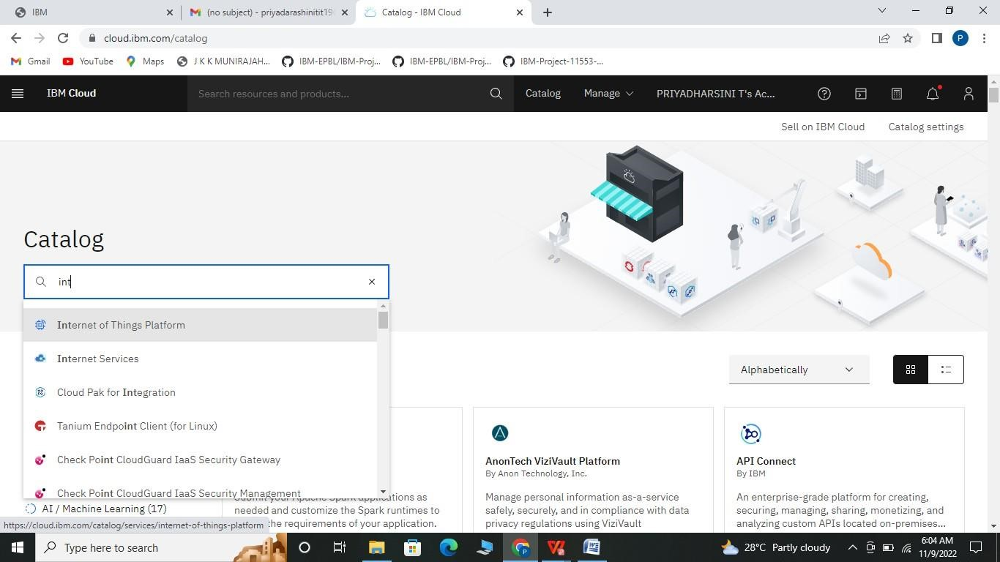 IBM
(no subject) - priyadarashinitit19
Catalog - IBM Cloud
cloud.ibm.com/catalog
P
Gmail
YouTube
Maps
J K K MUNIRAJAH...
IBM-EPBL/IBM-Proj...
IBM-EPBL/IBM-Proj...
IBM-Project-11553-...
IBM Cloud
Search resources and products...
Catalog
Manage
PRIYADHARSINI T's Ac...
Sell on IBM Cloud
Catalog settings
Catalog
int
Internet of Things Platform
Internet Services
Cloud Pak for Integration
Tanium Endpoint Client (for Linux)
Check Point CloudGuard IaaS Security Gateway
Check Point CloudGuard IaaS Security Management
Alphabetically
AnonTech ViziVault Platform
By Anon Technology, Inc.
Manage personal information as-a-service
safely, securely, and in compliance with data
privacy regulations using ViziVault
API Connect
By IBM
An enterprise-grade platform for creating,
securing, managing, sharing, monetizing, and
analyzing custom APIs located on-premises...
AI / Machine Learning (17)
Submit your Apache Spark applications as
needed and customize the Spark runtimes to
the requirements of your application.
https://cloud.ibm.com/catalog/services/internet-of-things-platform
Type here to search
28°C Partly cloudy
6:04 AM
11/9/2022